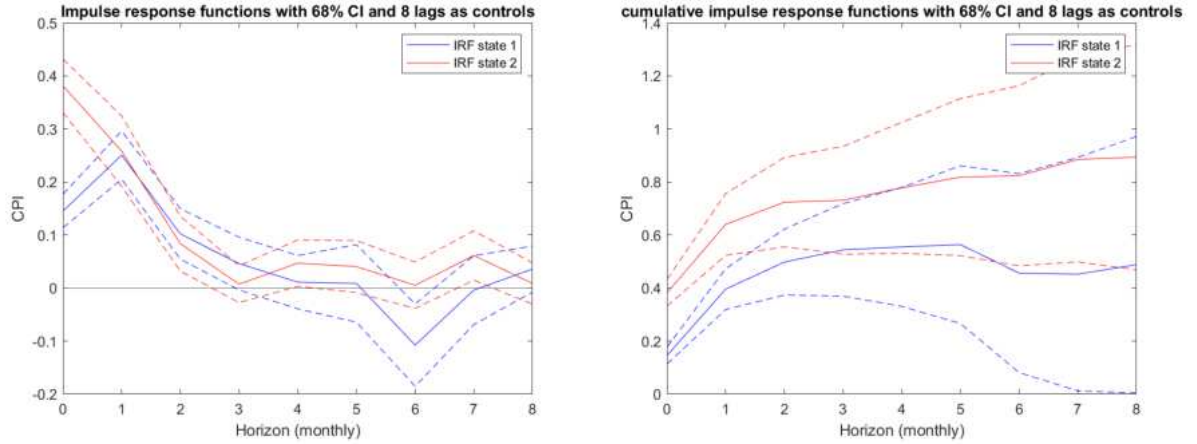 Impulse response functions with 68% CI and 8 lags as controls
0.5
0.4
0.3
0.2
0.1
0
-0.1
-0.2
CPI
IRF state 1
IRF state 2
0 1 2 3 4 5 6 7 8
Horizon (monthly)
cumulative impulse response functions with 68% CI and 8 lags as controls
1.4
1.2
1
0.8
0.6
0.4
0.2
0
CPI
IRF state 1
IRF state 2
0 1 2 3 4 5 6 7 8
Horizon (monthly)